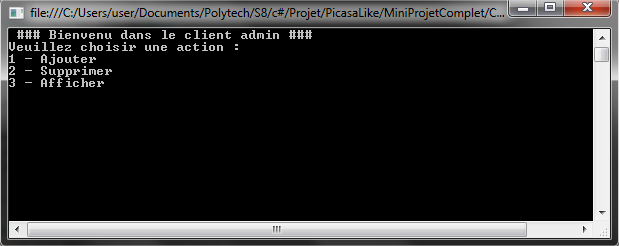 file:///C:/Users/user/Documents/Polytech/S8/c#/Projet/PicasaLike/MiniProjetComplet/C...
### Bienvenu dans le client admin ###
Veuillez choisir une action :
1 - Ajouter
2 - Supprimer
3 - Afficher